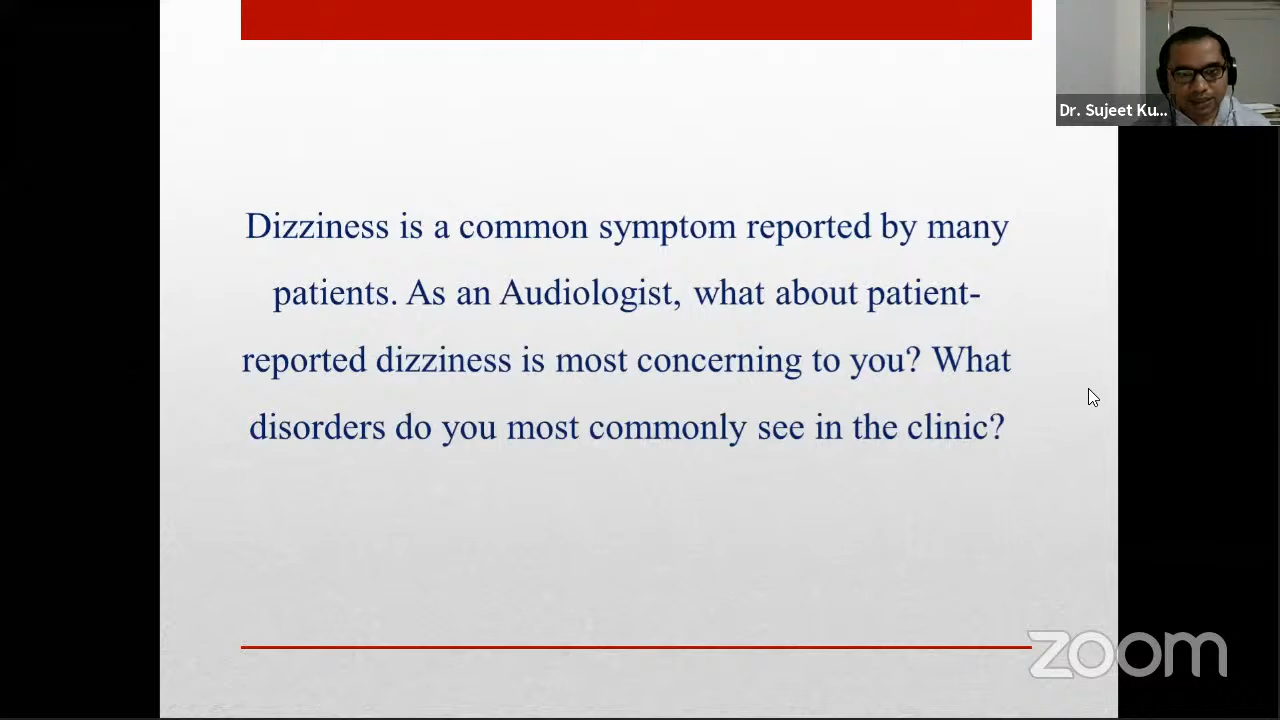 Dr. Sujeet Ku...
Dizziness is a common symptom reported by many
patients. As an Audiologist, what about patient-
reported dizziness is most concerning to you? What
disorders do you most commonly see in the clinic?
zoom